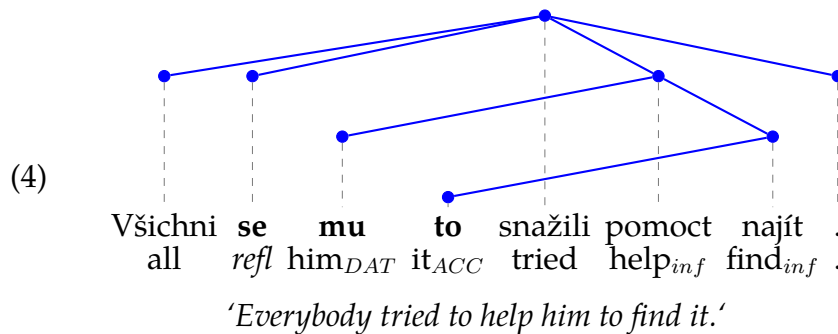 (4)
Všichni se mu to snažili pomoct najít .
all refl him_DAT it_ACC tried help_inf find_inf .
‘Everybody tried to help him to find it.‘